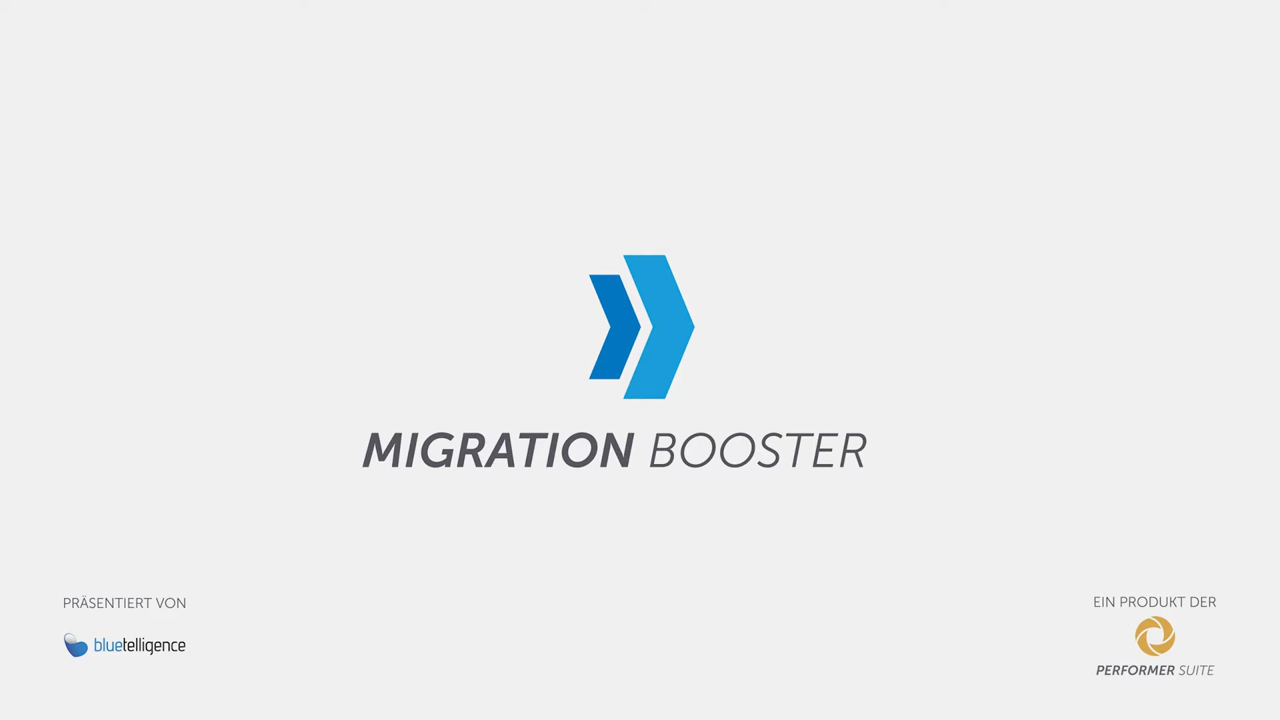 MIGRATION BOOSTER
PRÄSENTIERT VON
bluetelligence
EIN PRODUKT DER
PERFORMER SUITE